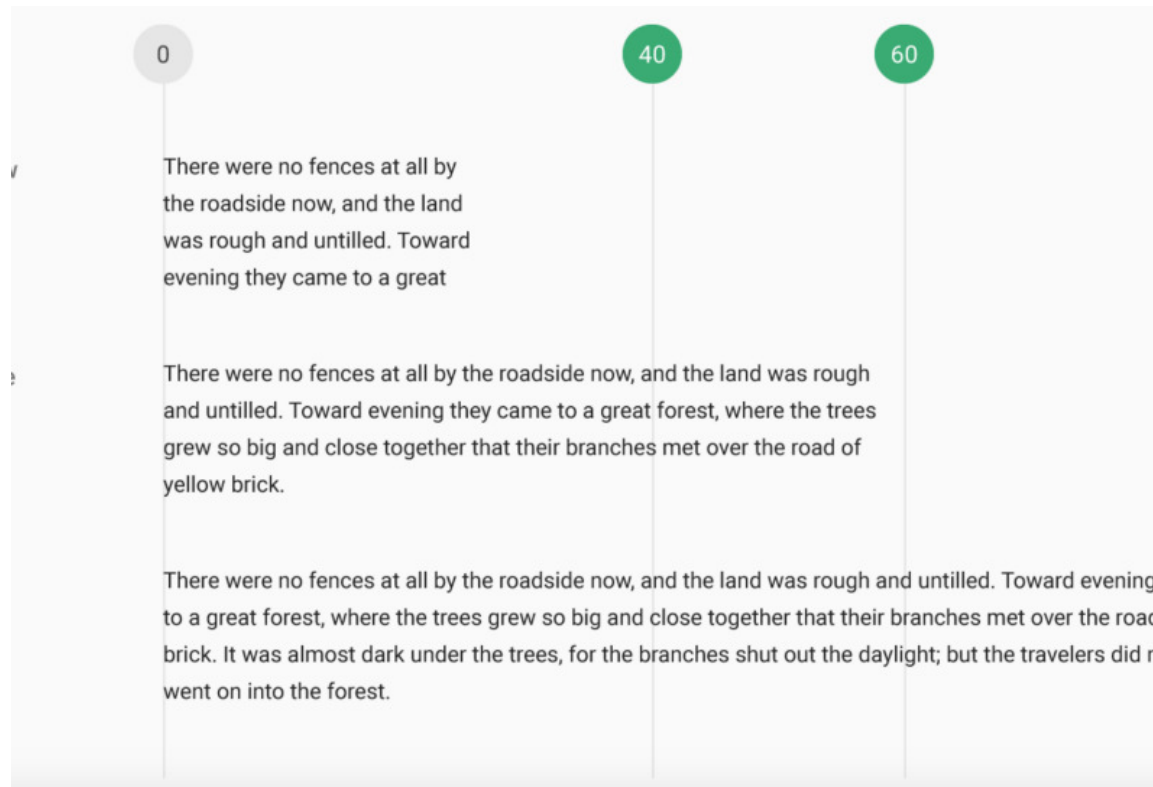 0
40
60
There were no fences at all by
the roadside now, and the land
was rough and untilled. Toward
evening they came to a great
There were no fences at all by the roadside now, and the land was rough
and untilled. Toward evening they came to a great forest, where the trees
grew so big and close together that their branches met over the road of
yellow brick.
There were no fences at all by the roadside now, and the land was rough and untilled. Toward evening
to a great forest, where the trees grew so big and close together that their branches met over the road
brick. It was almost dark under the trees, for the branches shut out the daylight; but the travelers did
went on into the forest.